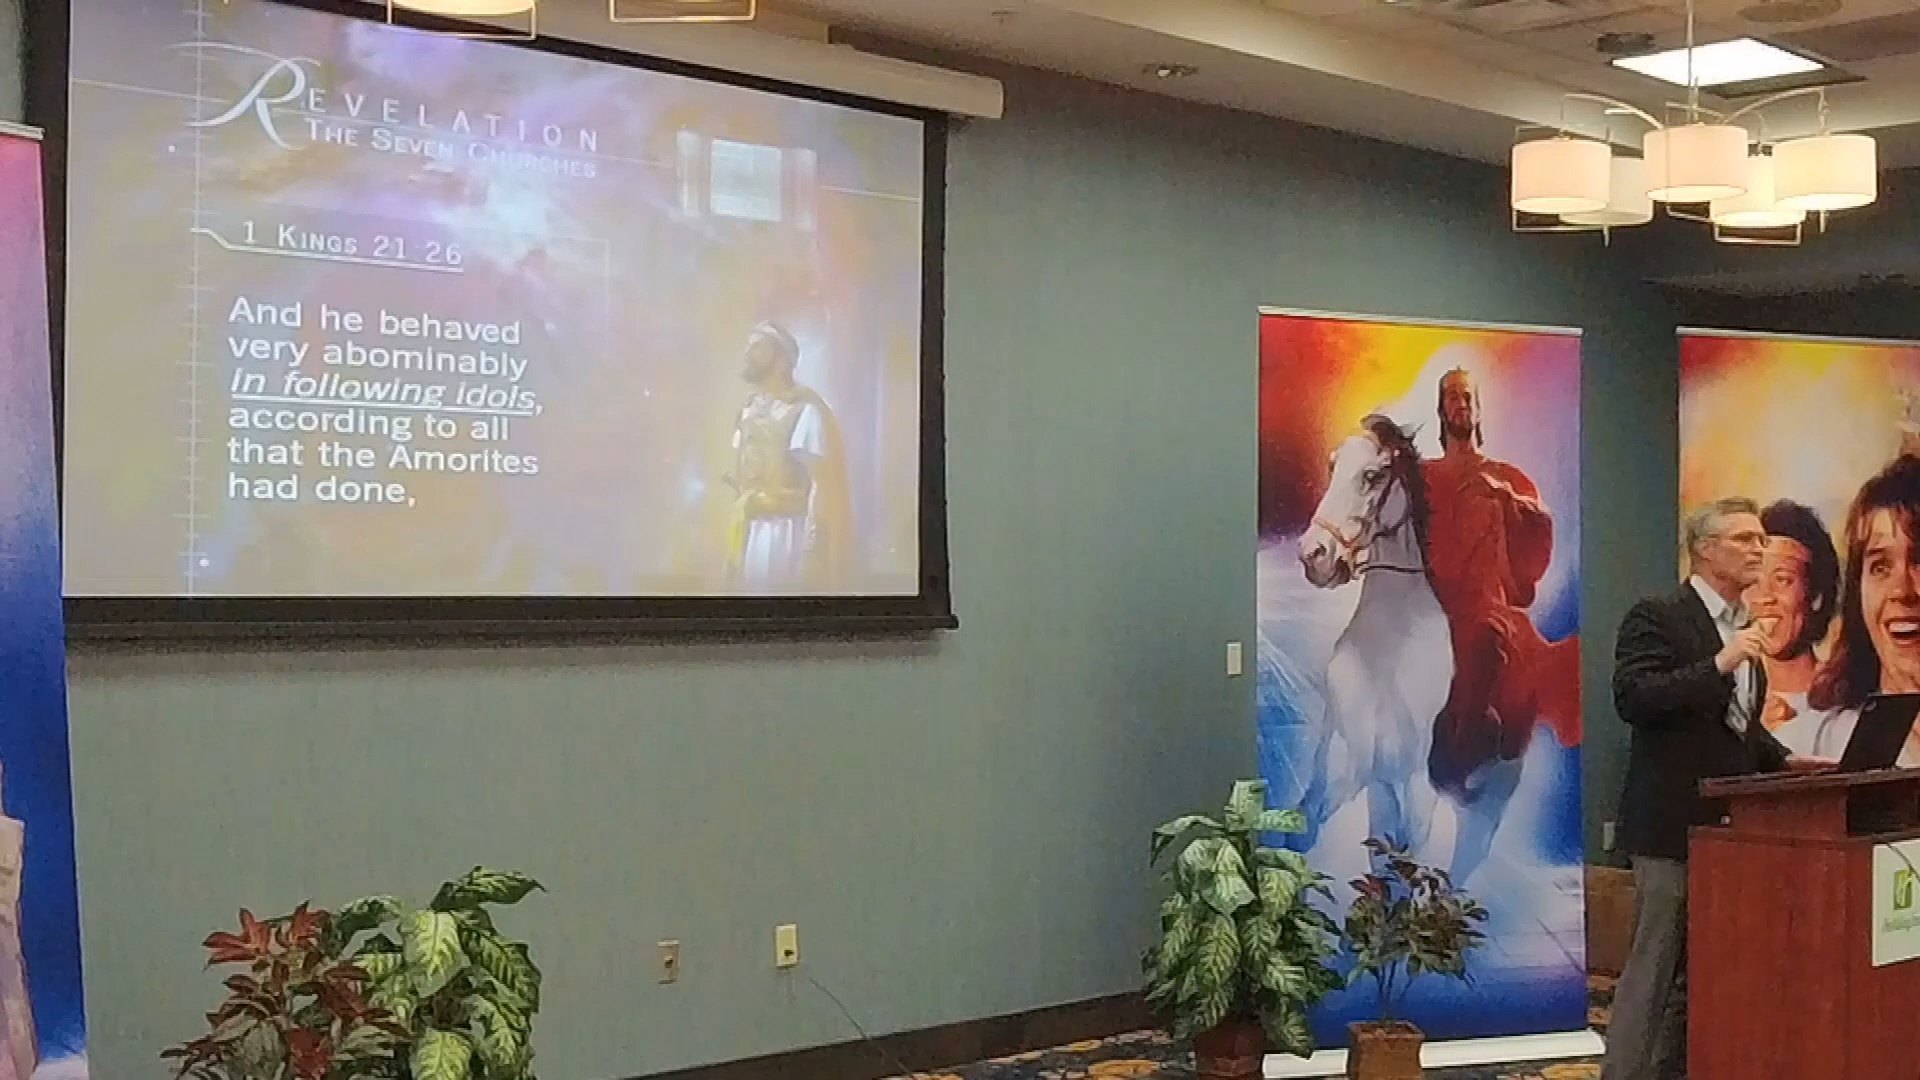 REVELATION
THE SEVEN CHURCHES
1 KINGS 21:26
And he behaved
very abominably
in following idols,
according to all
that the Amorites
had done,